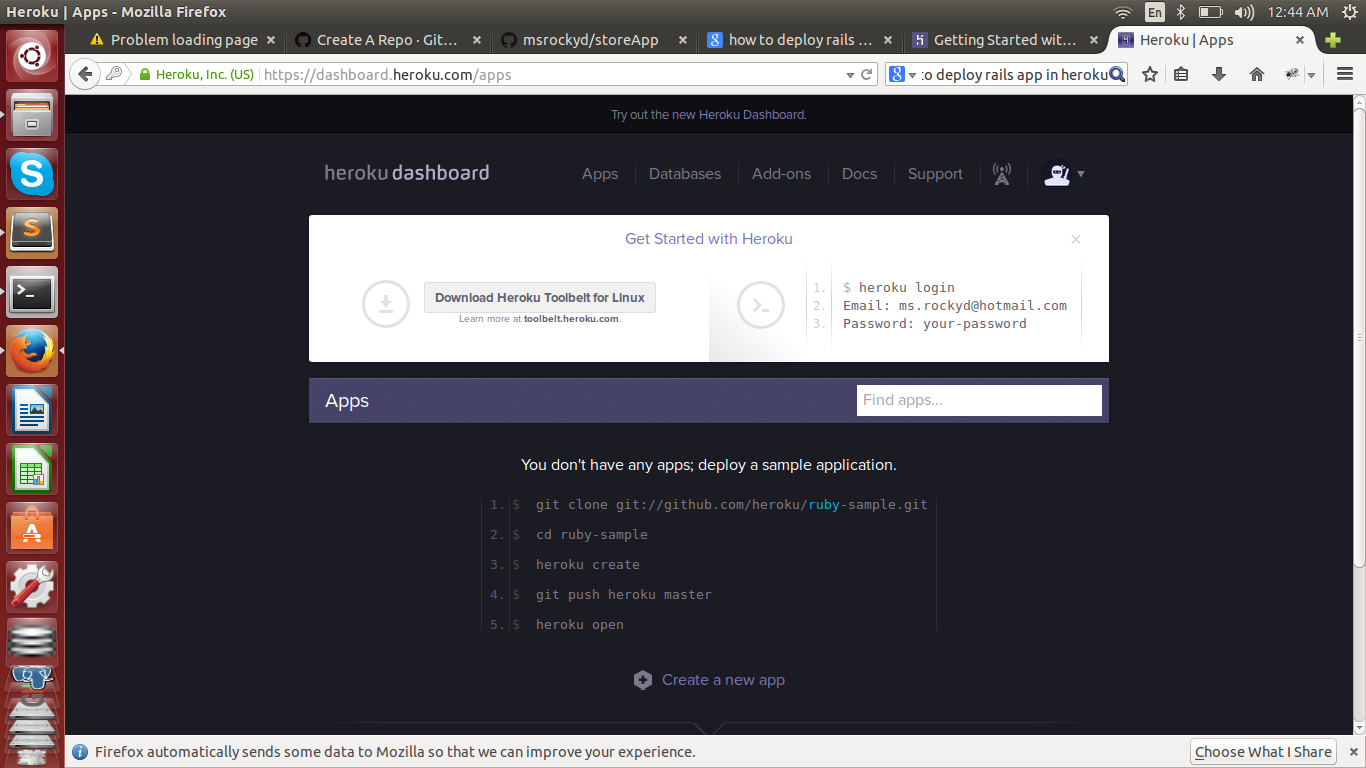 Heroku | Apps - Mozilla Firefox
En
12:44 AM
Problem loading page
Create A Repo · Git...
msrockyd/storeApp
how to deploy rails ...
Getting Started wit...
Heroku | Apps
Heroku, Inc. (US)
https://dashboard.heroku.com/apps
:o deploy rails app in heroku
Try out the new Heroku Dashboard.
heroku dashboard
Apps
Databases
Add-ons
Docs
Support
Get Started with Heroku
Download Heroku Toolbelt for Linux
Learn more at toolbelt.heroku.com.
1. $ heroku login
2. Email: ms.rockyd@hotmail.com
3. Password: your-password
Apps
Find apps...
You don't have any apps; deploy a sample application.
1. $ git clone git://github.com/heroku/ruby-sample.git
2. $ cd ruby-sample
3. $ heroku create
4. $ git push heroku master
5. $ heroku open
Create a new app
Firefox automatically sends some data to Mozilla so that we can improve your experience.
Choose What I Share